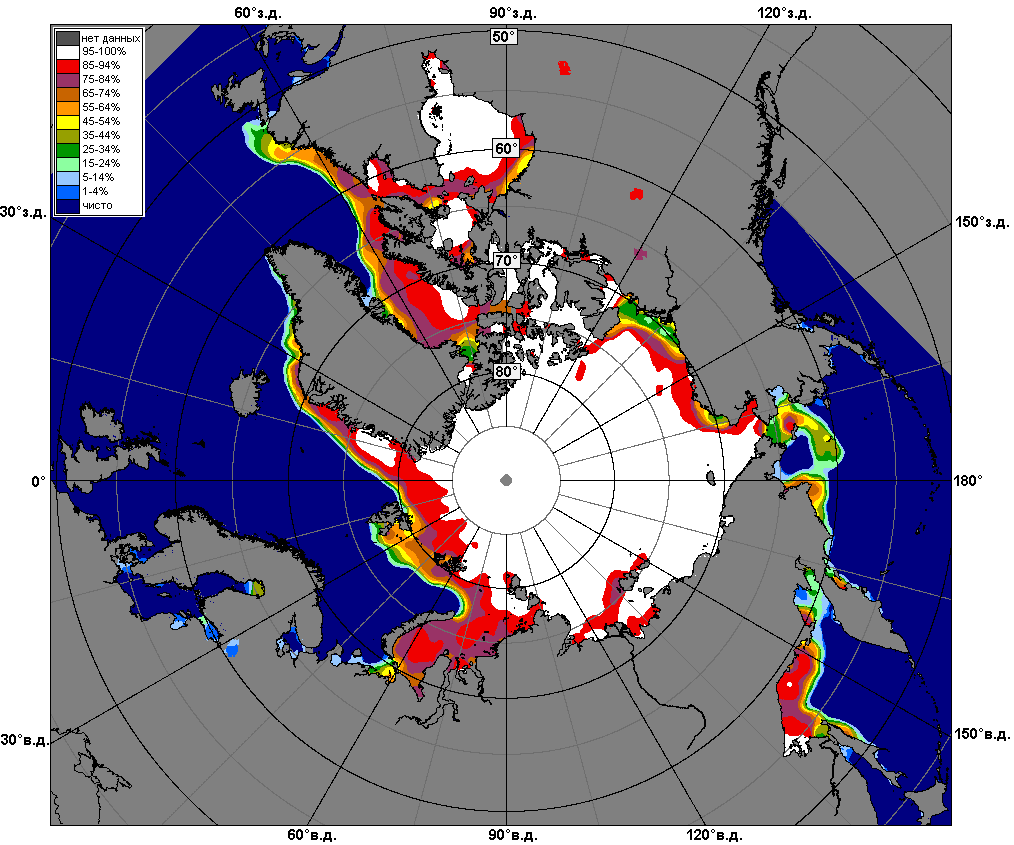 60°з.д.
90°з.д.
120°з.д.
50°
нет данных
95-100%
85-94%
75-84%
65-74%
55-64%
45-54%
35-44%
25-34%
15-24%
5-14%
1-4%
чисто
60°
30°з.д.
150°з.д.
70°
80°
0°
180°
30°в.д.
150°в.д.
60°в.д.
90°в.д.
120°в.д.